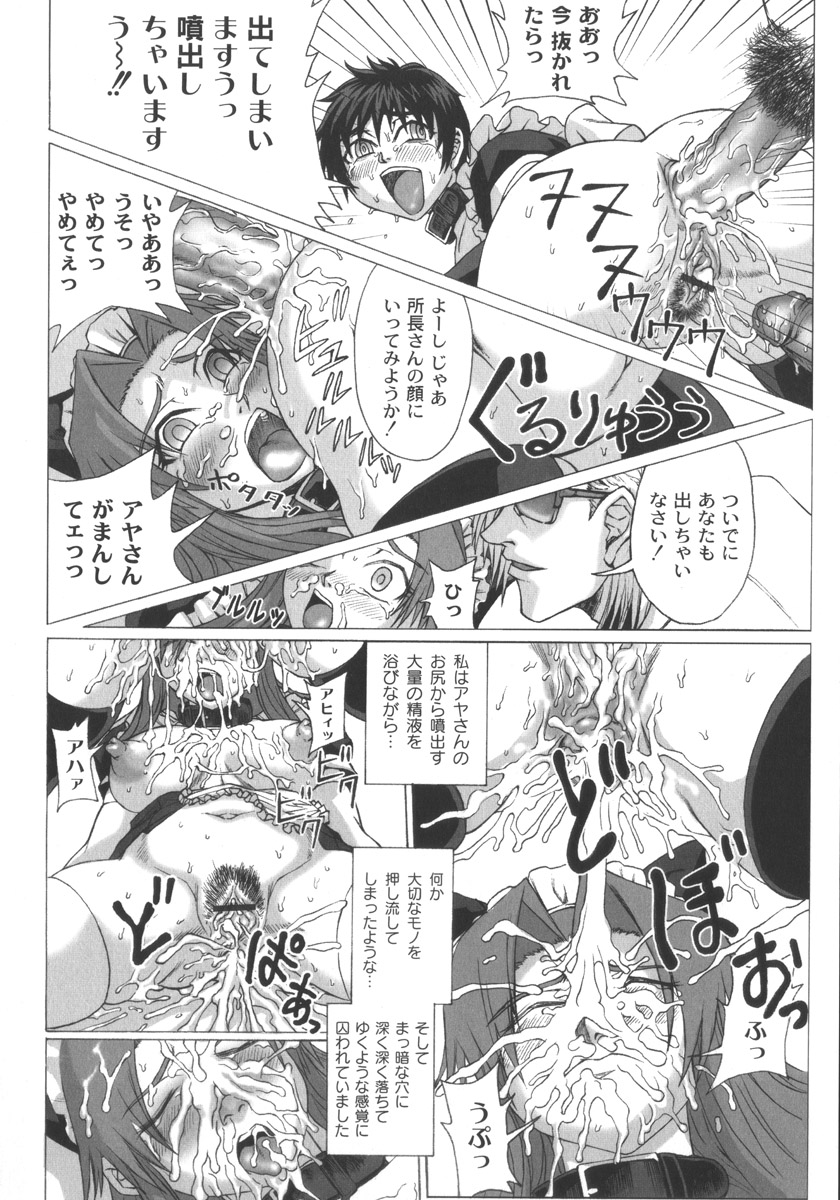 あ゙お゙っ
今 抜かれ
たらっ
出てしまい
ますうっ
噴出し
ちゃいます
う〜!!
ヌヌヌゥウウ
よーし じゃあ
所長さんの顔に
いってみようか!
いやああっ
うそっ
やめてっ
やめてぇっ
ぐるりゅうぅ
ポタタタッ
アヤさん
がまんし
てェっっ
ついでに
あなたも
出しちゃい
なさい!
ひっ
ブルルルッ
私はアヤさんの
お尻から噴出す
大量の精液を
浴びながら…
どぼおっ
ふっ
うぷっ
アヒィッ
アハァ
ビクビク
どぱぁっ
何か
大切なモノを
押し流して
しまったような…
そして
まっ暗な穴に
深く深く落ちて
ゆくような感覚に
囚われていました